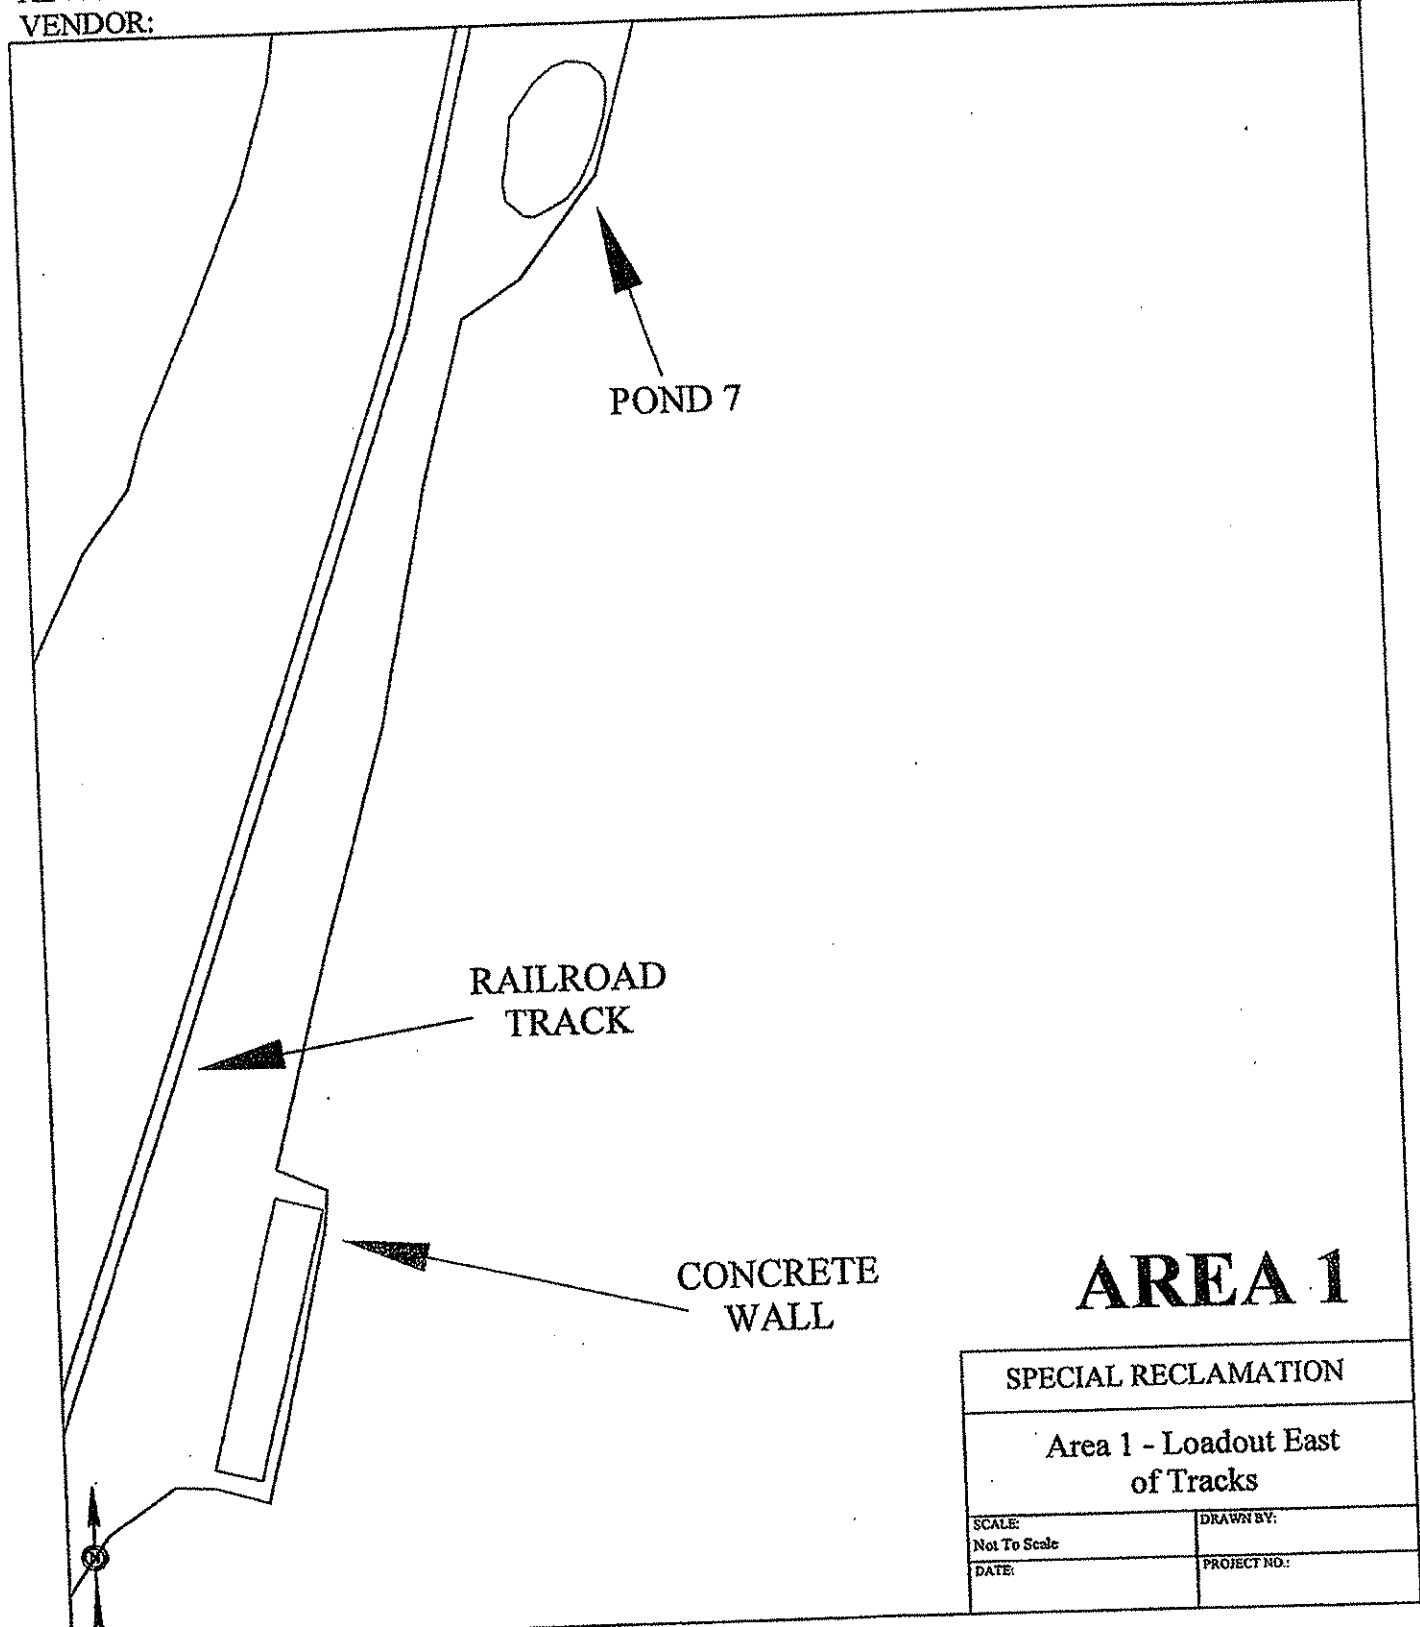 VENDOR:
POND 7
RAILROAD
TRACK
CONCRETE
WALL
AREA 1
SPECIAL RECLAMATION
Area 1 - Loadout East
of Tracks
SCALE:
Not To Scale
DRAWN BY:
DATE:
PROJECT NO.:
N